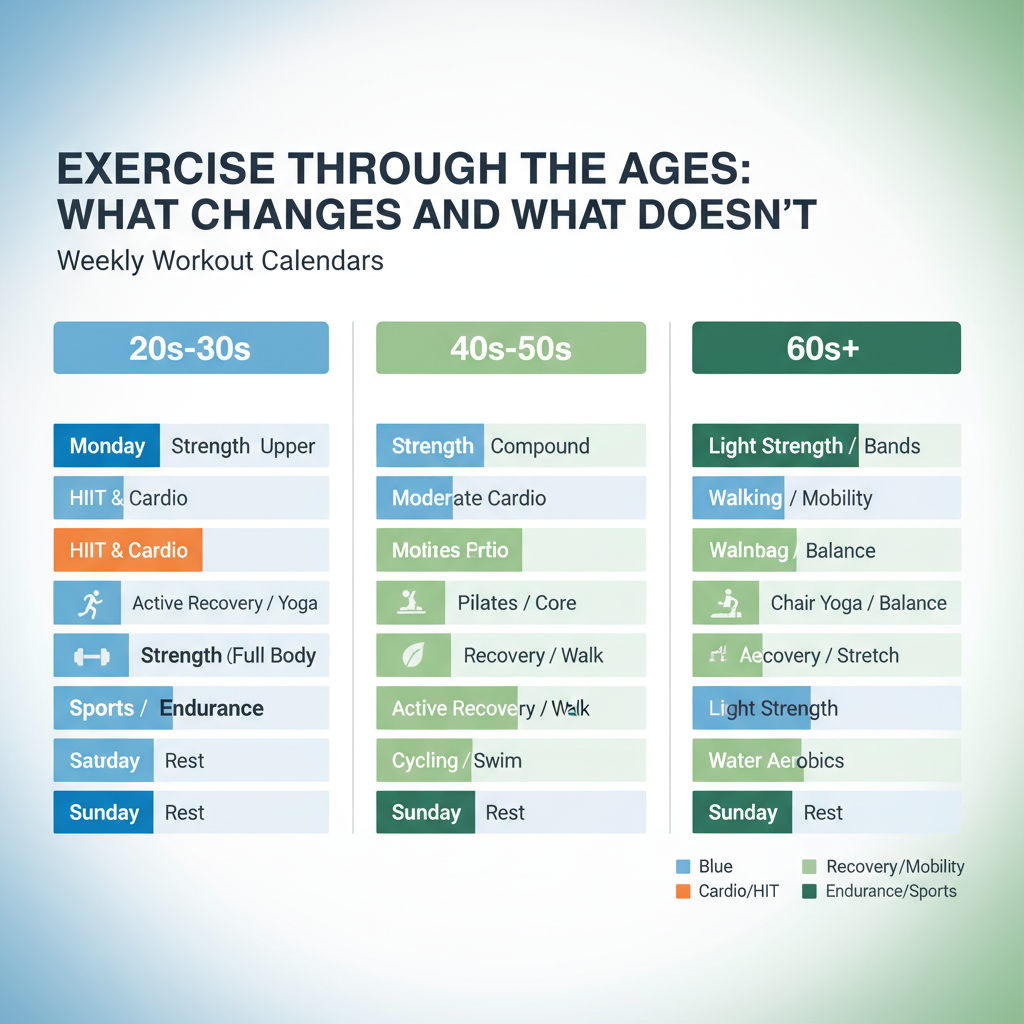 EXERCISE THROUGH THE AGES:
WHAT CHANGES AND WHAT DOESN'T
Weekly Workout Calendars
20s-30s
Monday Strength Upper
HIIT & Cardio
HIIT & Cardio
Active Recovery / Yoga
Strength (Full Body
Sports / Endurance
Satrday Rest
Sunday Rest
40s-50s
Strength Compound
Moderate Cardio
Pilates / Core
Recovery / Walk
Active Recovery / Walk
Cycling / Swim
Sunday Rest
60s+
Light Strength / Bands
Walking / Mobility
Walnbag / Balance
Chair Yoga / Balance
Aecovery / Stretch
Light Strength
Water Aerobics
Sunday Rest
Blue
Recovery/Mobility
Cardio/HIT
Endurance/Sports